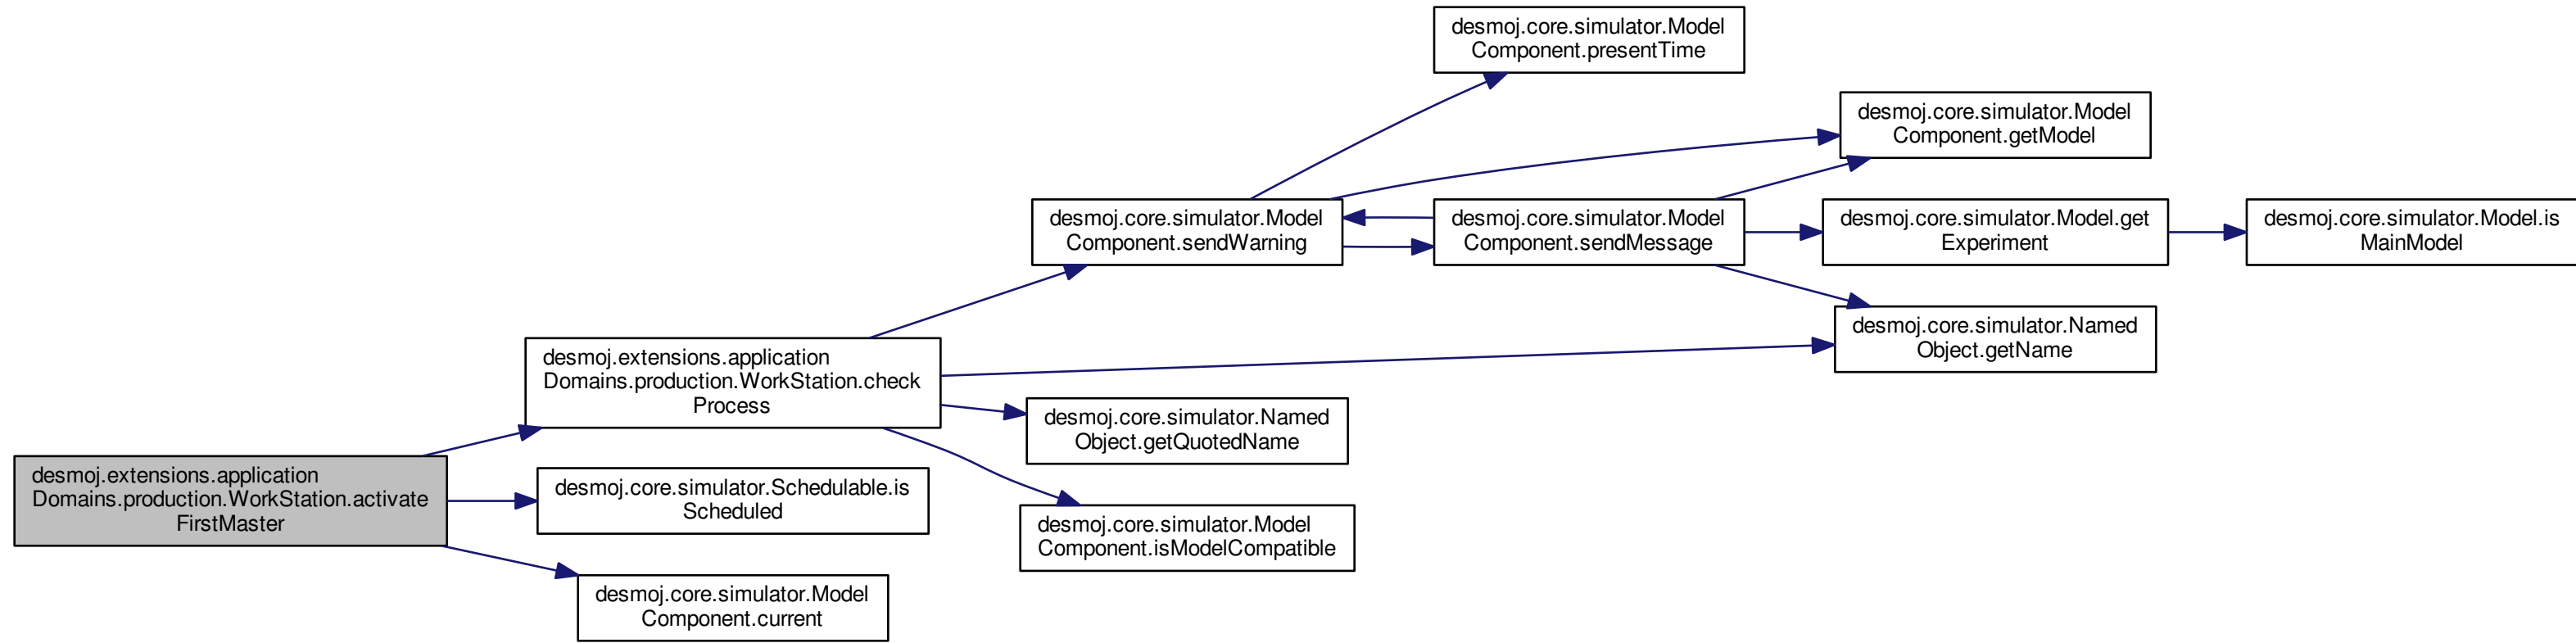 desmoj.extensions.application
Domains.production.WorkStation.activate
FirstMaster
desmoj.extensions.application
Domains.production.WorkStation.check
Process
desmoj.core.simulator.Schedulable.is
Scheduled
desmoj.core.simulator.Model
Component.current
desmoj.core.simulator.Model
Component.sendWarning
desmoj.core.simulator.Named
Object.getQuotedName
desmoj.core.simulator.Model
Component.isModelCompatible
desmoj.core.simulator.Model
Component.presentTime
desmoj.core.simulator.Model
Component.sendMessage
desmoj.core.simulator.Model
Component.getModel
desmoj.core.simulator.Model.get
Experiment
desmoj.core.simulator.Named
Object.getName
desmoj.core.simulator.Model.is
MainModel